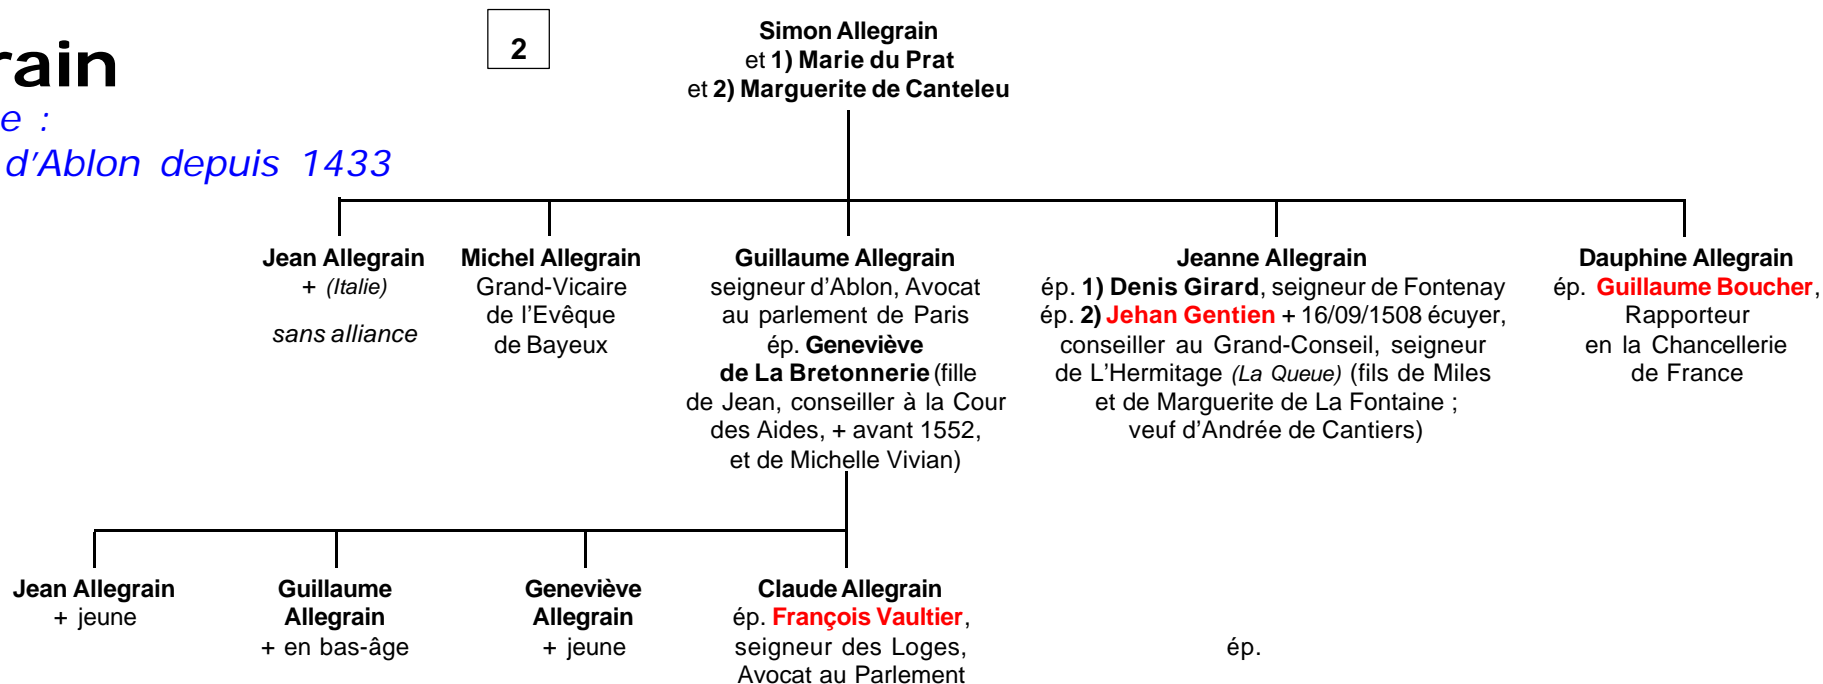 rain
e :
d'Ablon depuis 1433
2
Simon Allegrain
et 1) Marie du Prat
et 2) Marguerite de Canteleu
Jean Allegrain
+ (Italie)
sans alliance
Michel Allegrain
Grand-Vicaire
de l'Evêque
de Bayeux
Guillaume Allegrain
seigneur d'Ablon, Avocat
au parlement de Paris
ép. Geneviève
de La Bretonnerie (fille
de Jean, conseiller à la Cour
des Aides, + avant 1552,
et de Michelle Vivian)
Jeanne Allegrain
ép. 1) Denis Girard, seigneur de Fontenay
ép. 2) Jehan Gentien + 16/09/1508 écuyer,
conseiller au Grand-Conseil, seigneur
de L'Hermitage (La Queue) (fils de Miles
et de Marguerite de La Fontaine ;
veuf d'Andrée de Cantiers)
Dauphine Allegrain
ép. Guillaume Boucher,
Rapporteur
en la Chancellerie
de France
Jean Allegrain
+ jeune
Guillaume
Allegrain
+ en bas-âge
Geneviève
Allegrain
+ jeune
Claude Allegrain
ép. François Vaultier,
seigneur des Loges,
Avocat au Parlement
ép.